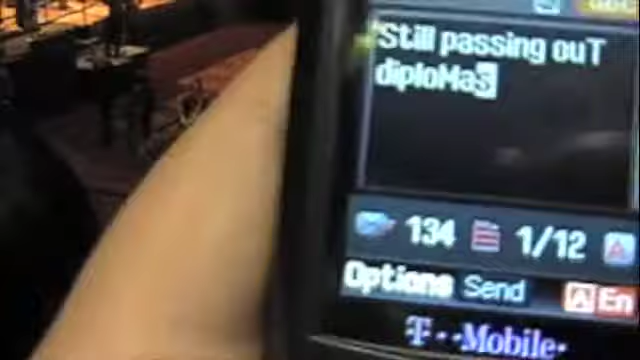 "Still passing ouT
diploMas
134 1/12 A
Options Send A En
T··Mobile·